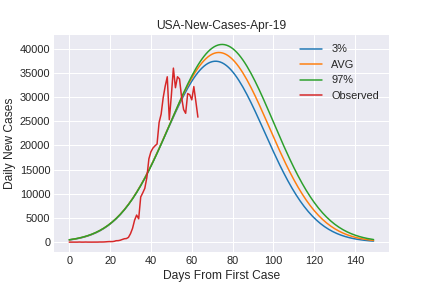 USA-New-Cases-Apr-19
40000
35000
30000
25000
20000
15000
10000
5000
0
Daily New Cases
3%
AVG
97%
Observed
0 20 40 60 80 100 120 140
Days From First Case